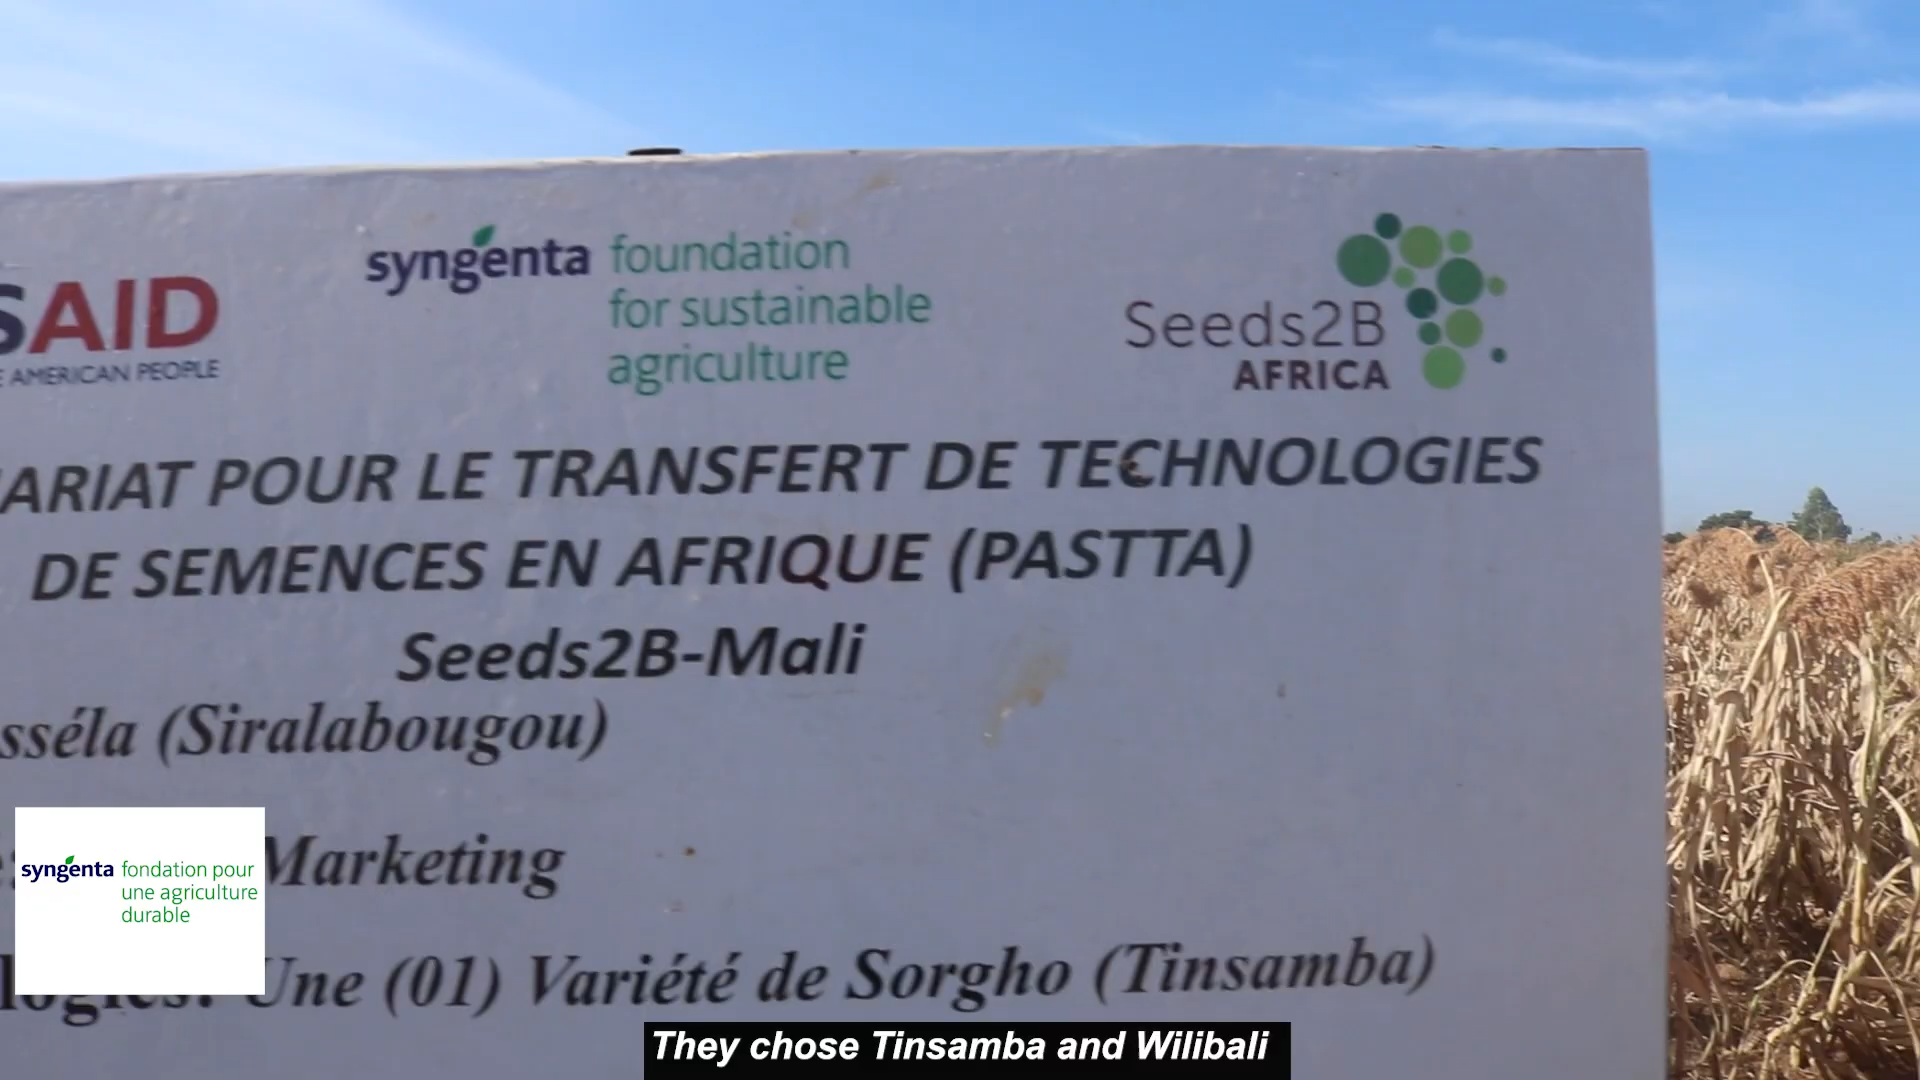 SAID
AMERICAN PEOPLE
syngenta foundation
for sustainable
agriculture
Seeds2B
AFRICA
ARIAT POUR LE TRANSFERT DE TECHNOLOGIES
DE SEMENCES EN AFRIQUE (PASTTA)
Seeds2B-Mali
sséla (Siralabougou)
Marketing
logies: Une (01) Variété de Sorgho (Tinsamba)
syngenta fondation pour
une agriculture
durable
They chose Tinsamba and Wilibali